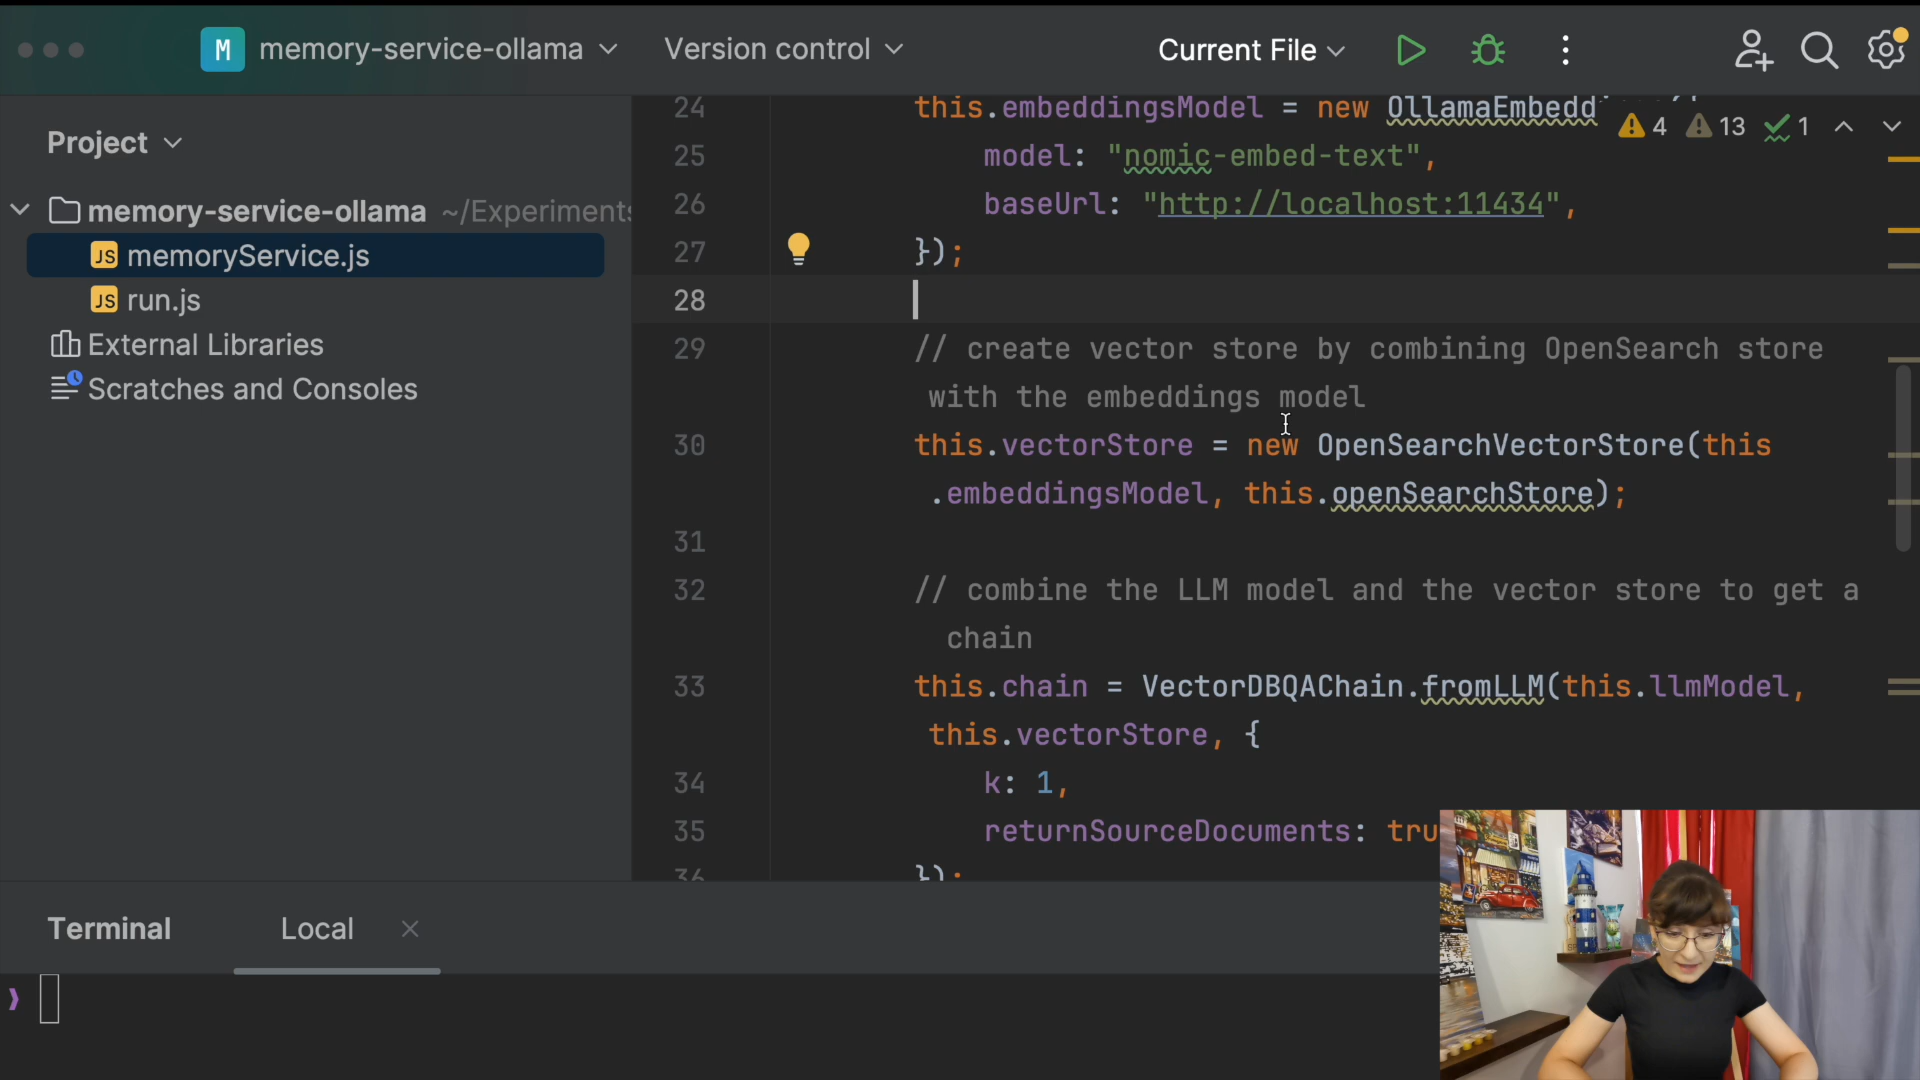 M memory-service-ollama Version control Current File
Project
memory-service-ollama ~/Experiments
JS memoryService.js
JS run.js
External Libraries
Scratches and Consoles
4 13 1
24 this.embeddingsModel = new OllamaEmbedd
25 model: "nomic-embed-text",
26 baseUrl: "http://localhost:11434",
27 });
28
29 // create vector store by combining OpenSearch store
with the embeddings model
30 this.vectorStore = new OpenSearchVectorStore(this
.embeddingsModel, this.openSearchStore);
31
32 // combine the LLM model and the vector store to get a
chain
33 this.chain = VectorDBQAChain.fromLLM(this.llmModel,
this.vectorStore, {
34 k: 1,
35 returnSourceDocuments: tru
36 });
Terminal Local